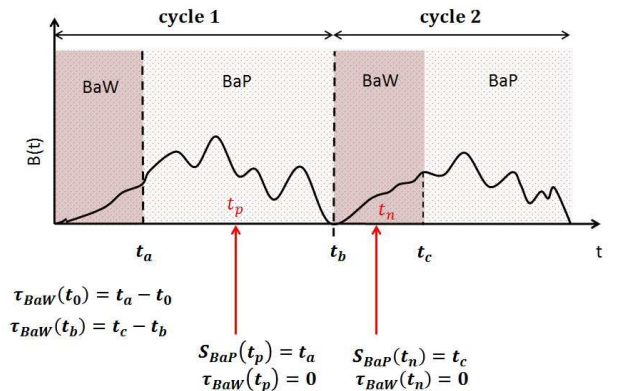 cycle 1 cycle 2
BaW BaP BaW BaP
B(t)
t_p t_n
t_a t_b t_c t
τ_BaW(t_0) = t_a − t_0
τ_BaW(t_b) = t_c − t_b
S_BaP(t_p) = t_a S_BaP(t_n) = t_c
τ_BaW(t_p) = 0 τ_BaW(t_n) = 0